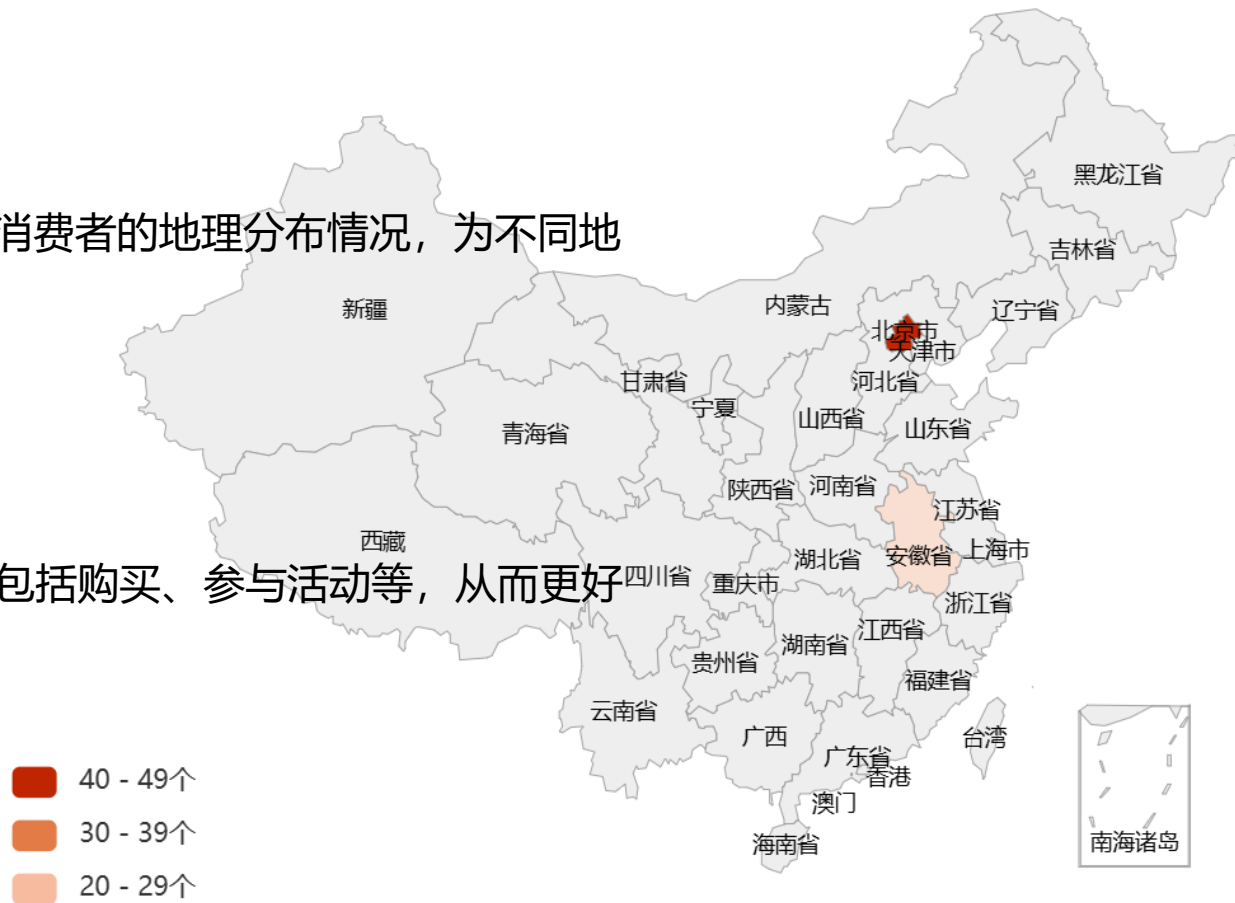 黑龙江省
消费者的地理分布情况，为不同地
吉林省
新疆
内蒙古
辽宁省
北京市
天津市
甘肃省
河北省
宁夏
山西省
山东省
青海省
陕西省
河南省
江苏省
西藏
湖北省
安徽省
上海市
包括购买、参与活动等，从而更好
四川省
重庆市
浙江省
江西省
湖南省
贵州省
福建省
云南省
广西
台湾
广东省
香港
40 - 49个
澳门
30 - 39个
海南省
南海诸岛
20 - 29个